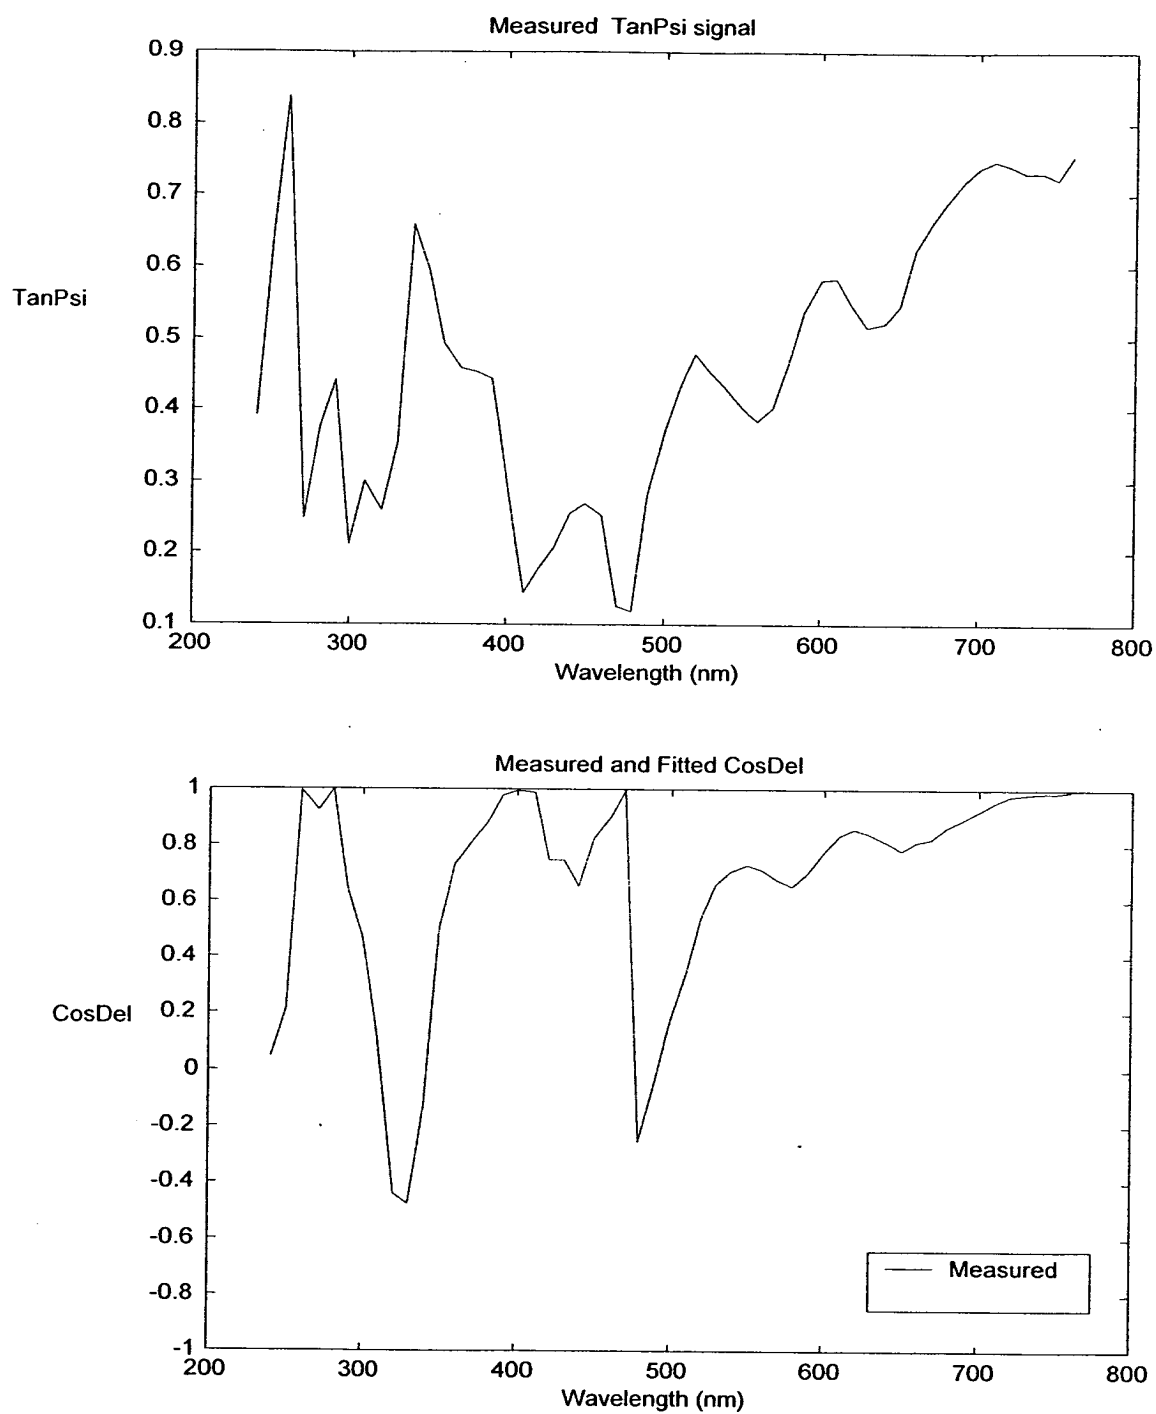 Measured TanPsi signal
0.9
0.8
0.7
0.6
TanPsi
0.5
0.4
0.3
0.2
0.1
200 300 400 500 600 700 800
Wavelength (nm)
Measured and Fitted CosDel
1
0.8
0.6
0.4
CosDel
0.2
0
-0.2
-0.4
-0.6
-0.8
-1
Measured
200 300 400 500 600 700 800
Wavelength (nm)